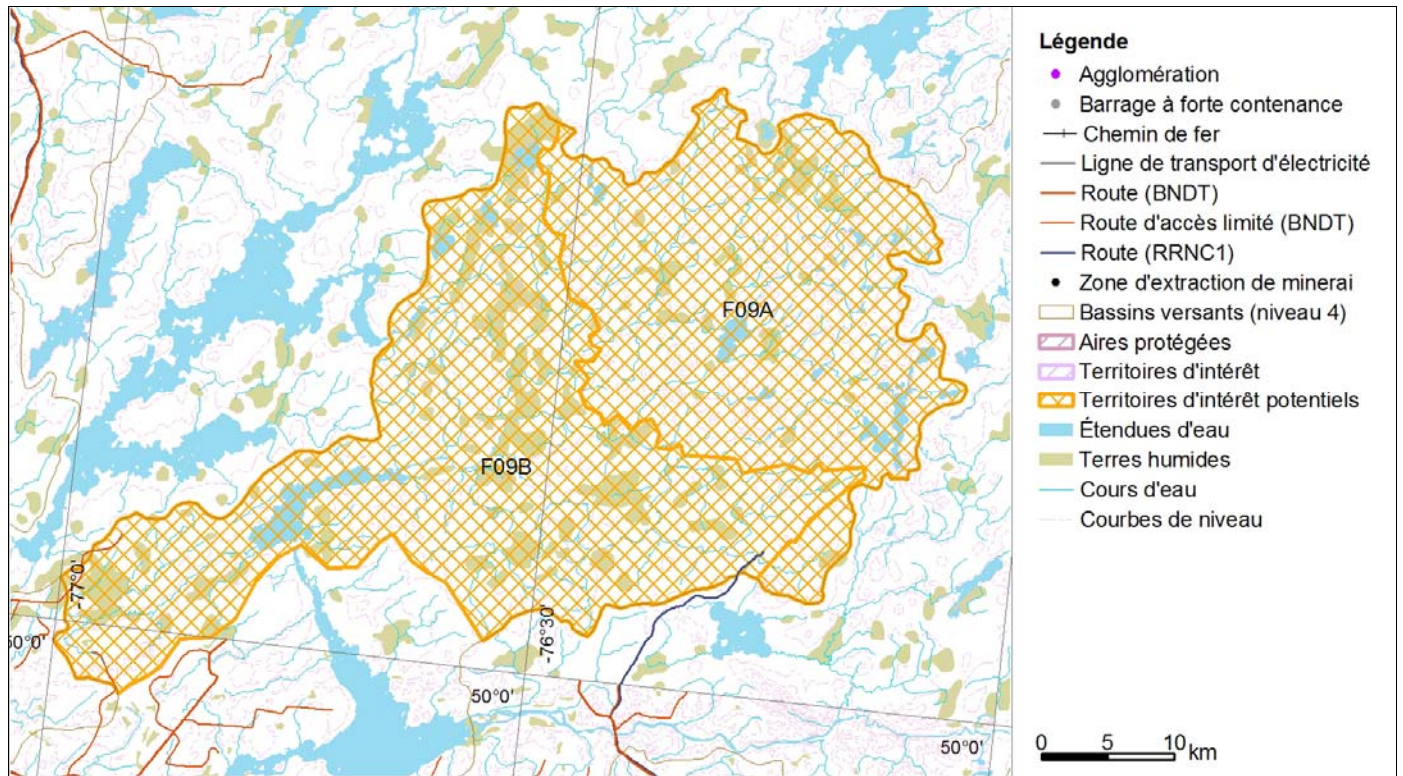 F09A
F09B
-77°0'
-76°30'
50°0'
50°0'
50°0'
Légende
Agglomération
Barrage à forte contenance
Chemin de fer
Ligne de transport d'électricité
Route (BNDT)
Route d'accès limité (BNDT)
Route (RRNC1)
Zone d'extraction de minerai
Bassins versants (niveau 4)
Aires protégées
Territoires d'intérêt
Territoires d'intérêt potentiels
Étendues d'eau
Terres humides
Cours d'eau
Courbes de niveau
0 5 10 km